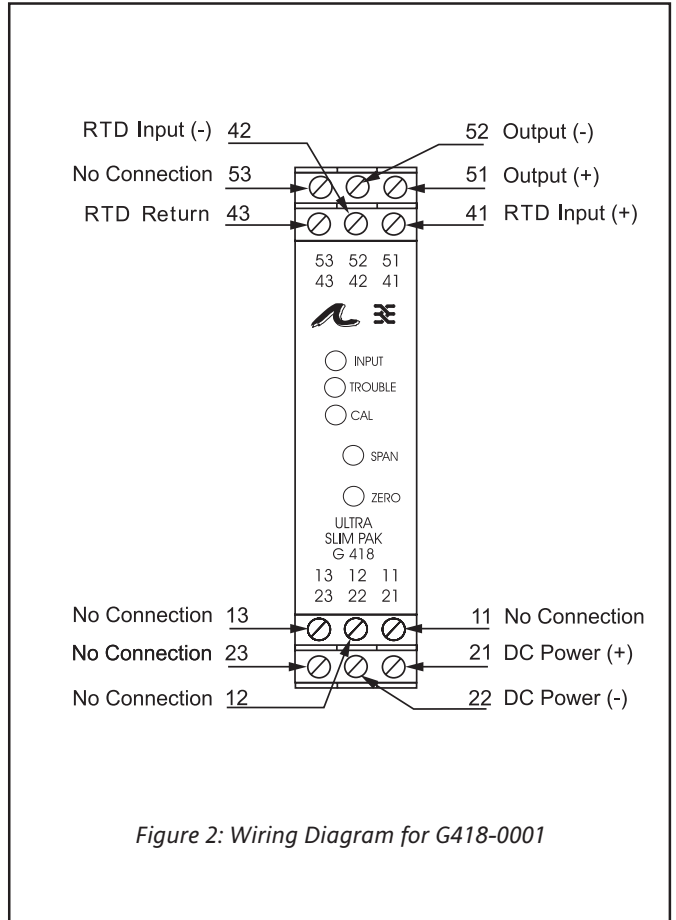 RTD Input (-) 42
52 Output (-)
No Connection 53
51 Output (+)
RTD Return 43
41 RTD Input (+)
53 52 51
43 42 41
INPUT
TROUBLE
CAL
SPAN
ZERO
ULTRA
SLIM PAK
G 418
13 12 11
23 22 21
No Connection 13
11 No Connection
No Connection 23
21 DC Power (+)
No Connection 12
22 DC Power (-)
Figure 2: Wiring Diagram for G418-0001